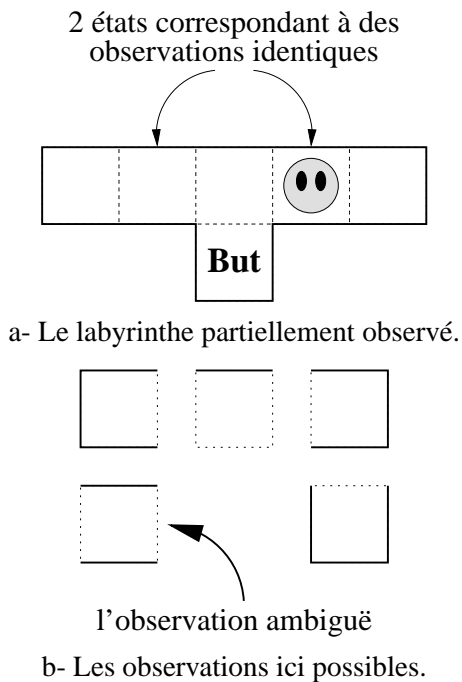 2 états correspondant à des
observations identiques
But
a- Le labyrinthe partiellement observé.
l'observation ambiguë
b- Les observations ici possibles.